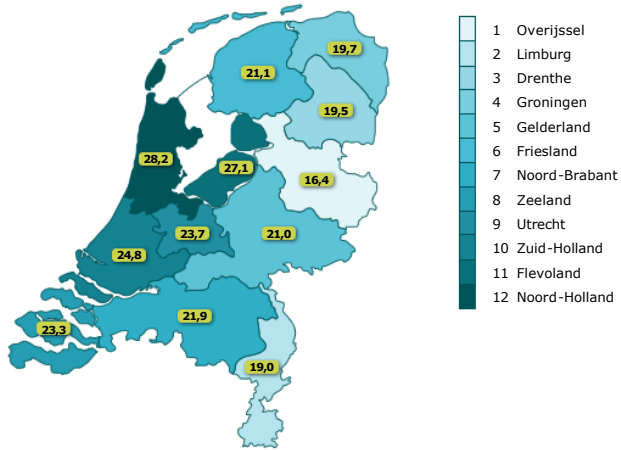 19,7
21,1
19,5
28,2
27,1
16,4
23,7
21,0
24,8
21,9
23,3
19,0
1 Overijssel
2 Limburg
3 Drenthe
4 Groningen
5 Gelderland
6 Friesland
7 Noord-Brabant
8 Zeeland
9 Utrecht
10 Zuid-Holland
11 Flevoland
12 Noord-Holland